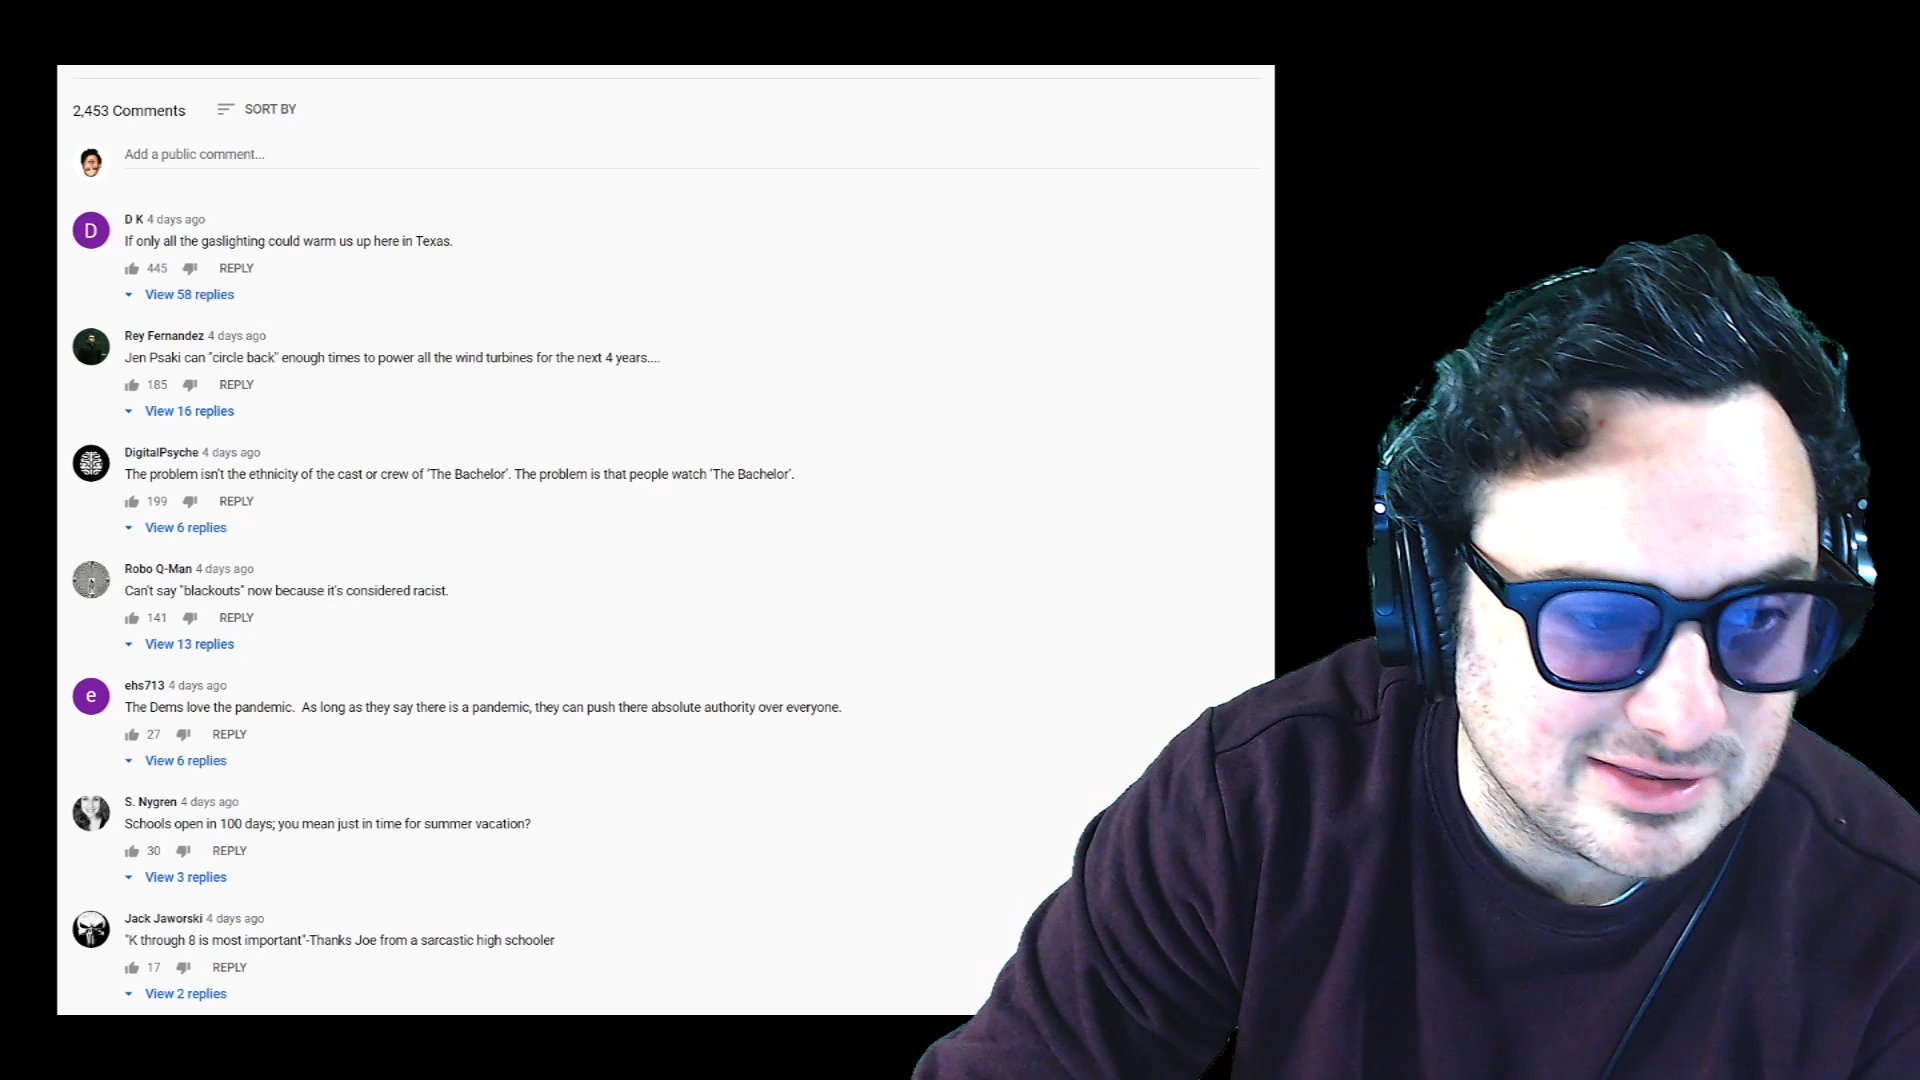 2,453 Comments SORT BY
Add a public comment...
D
D K 4 days ago
If only all the gaslighting could warm us up here in Texas.
445 REPLY
View 58 replies
Rey Fernandez 4 days ago
Jen Psaki can "circle back" enough times to power all the wind turbines for the next 4 years....
185 REPLY
View 16 replies
DigitalPsyche 4 days ago
The problem isn't the ethnicity of the cast or crew of 'The Bachelor'. The problem is that people watch 'The Bachelor'.
199 REPLY
View 6 replies
Robo Q-Man 4 days ago
Can't say "blackouts" now because it's considered racist.
141 REPLY
View 13 replies
e
ehs713 4 days ago
The Dems love the pandemic.  As long as they say there is a pandemic, they can push there absolute authority over everyone.
27 REPLY
View 6 replies
S. Nygren 4 days ago
Schools open in 100 days; you mean just in time for summer vacation?
30 REPLY
View 3 replies
Jack Jaworski 4 days ago
"K through 8 is most important"-Thanks Joe from a sarcastic high schooler
17 REPLY
View 2 replies